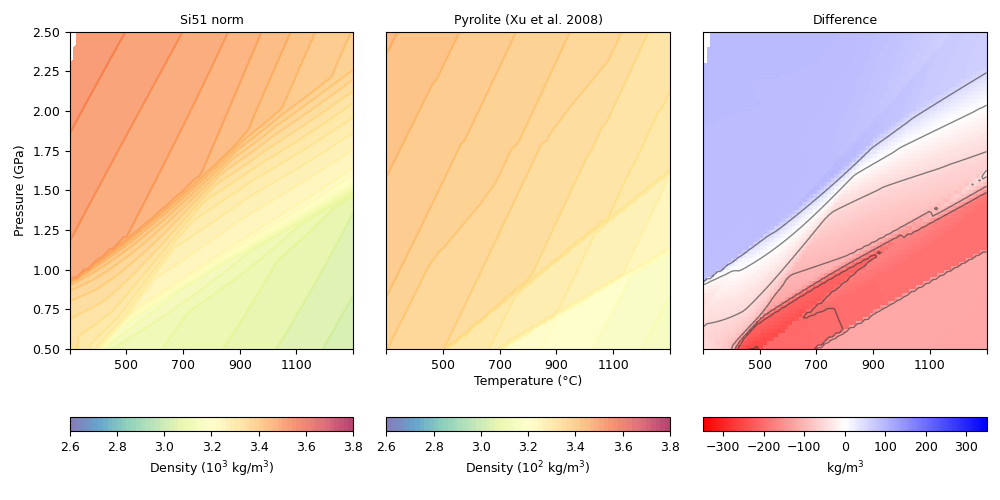 Si51 norm
Pyrolite (Xu et al. 2008)
Difference
2.50
2.25
2.00
1.75
1.50
1.25
1.00
0.75
0.50
Pressure (GPa)
500 700 900 1100
500 700 900 1100
500 700 900 1100
Temperature (°C)
2.6 2.8 3.0 3.2 3.4 3.6 3.8
2.6 2.8 3.0 3.2 3.4 3.6 3.8
−300 −200 −100 0 100 200 300
Density (10³ kg/m³)
Density (10² kg/m³)
kg/m³